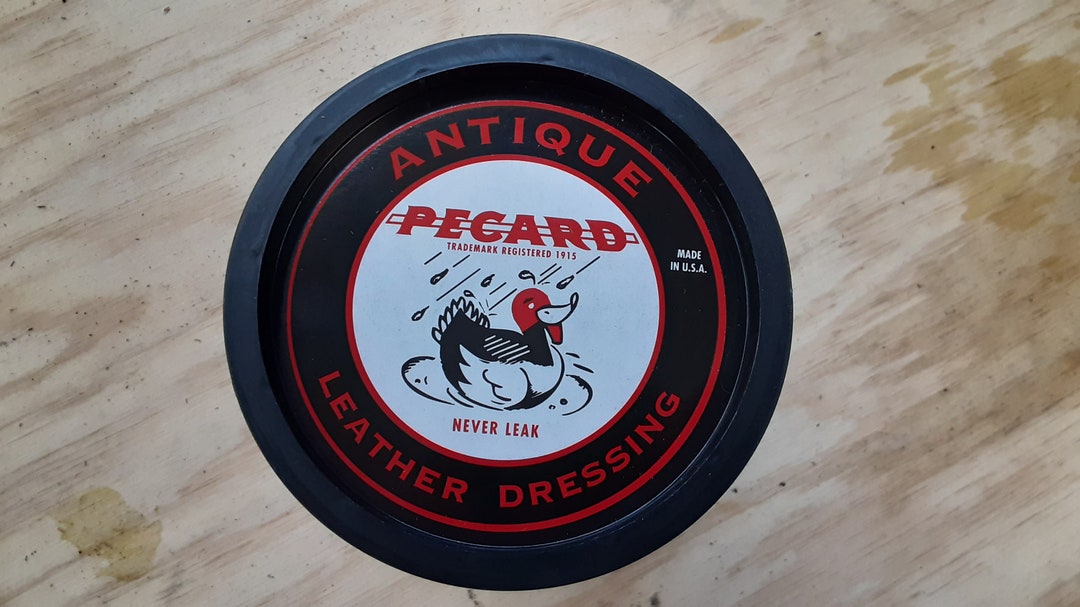 ANTIQUE
PECARD
TRADEMARK REGISTERED 1915
MADE
IN U.S.A.
NEVER LEAK
LEATHER DRESSING